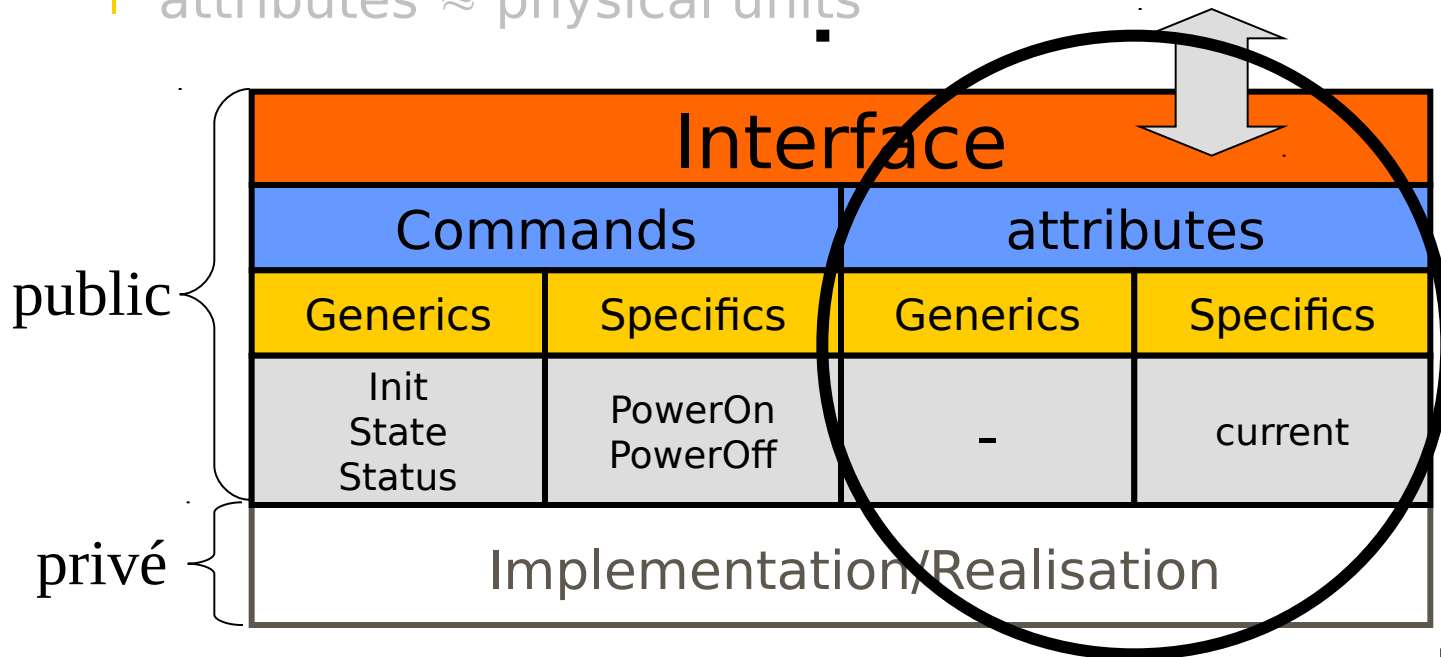 attributes ≈ physical units
Interface
Commands
attributes
public
Generics
Specifics
Generics
Specifics
Init
State
Status
PowerOn
PowerOff
-
current
privé
Implementation/Realisation